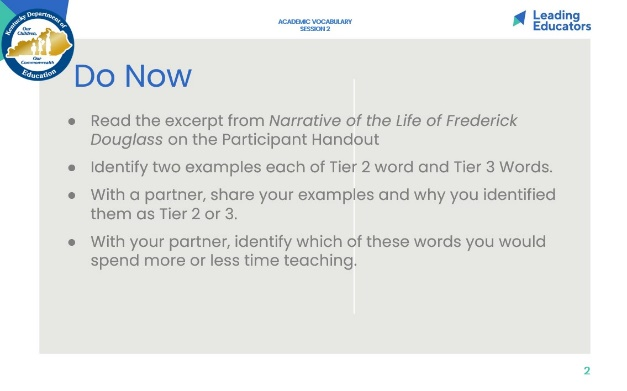 Kentucky Department of
Our
Children,
Our
Commonwealth
Education
ACADEMIC VOCABULARY
SESSION 2
Leading
Educators
Do Now
● Read the excerpt from Narrative of the Life of Frederick
Douglass on the Participant Handout
● Identify two examples each of Tier 2 word and Tier 3 Words.
● With a partner, share your examples and why you identified
them as Tier 2 or 3.
● With your partner, identify which of these words you would
spend more or less time teaching.
2